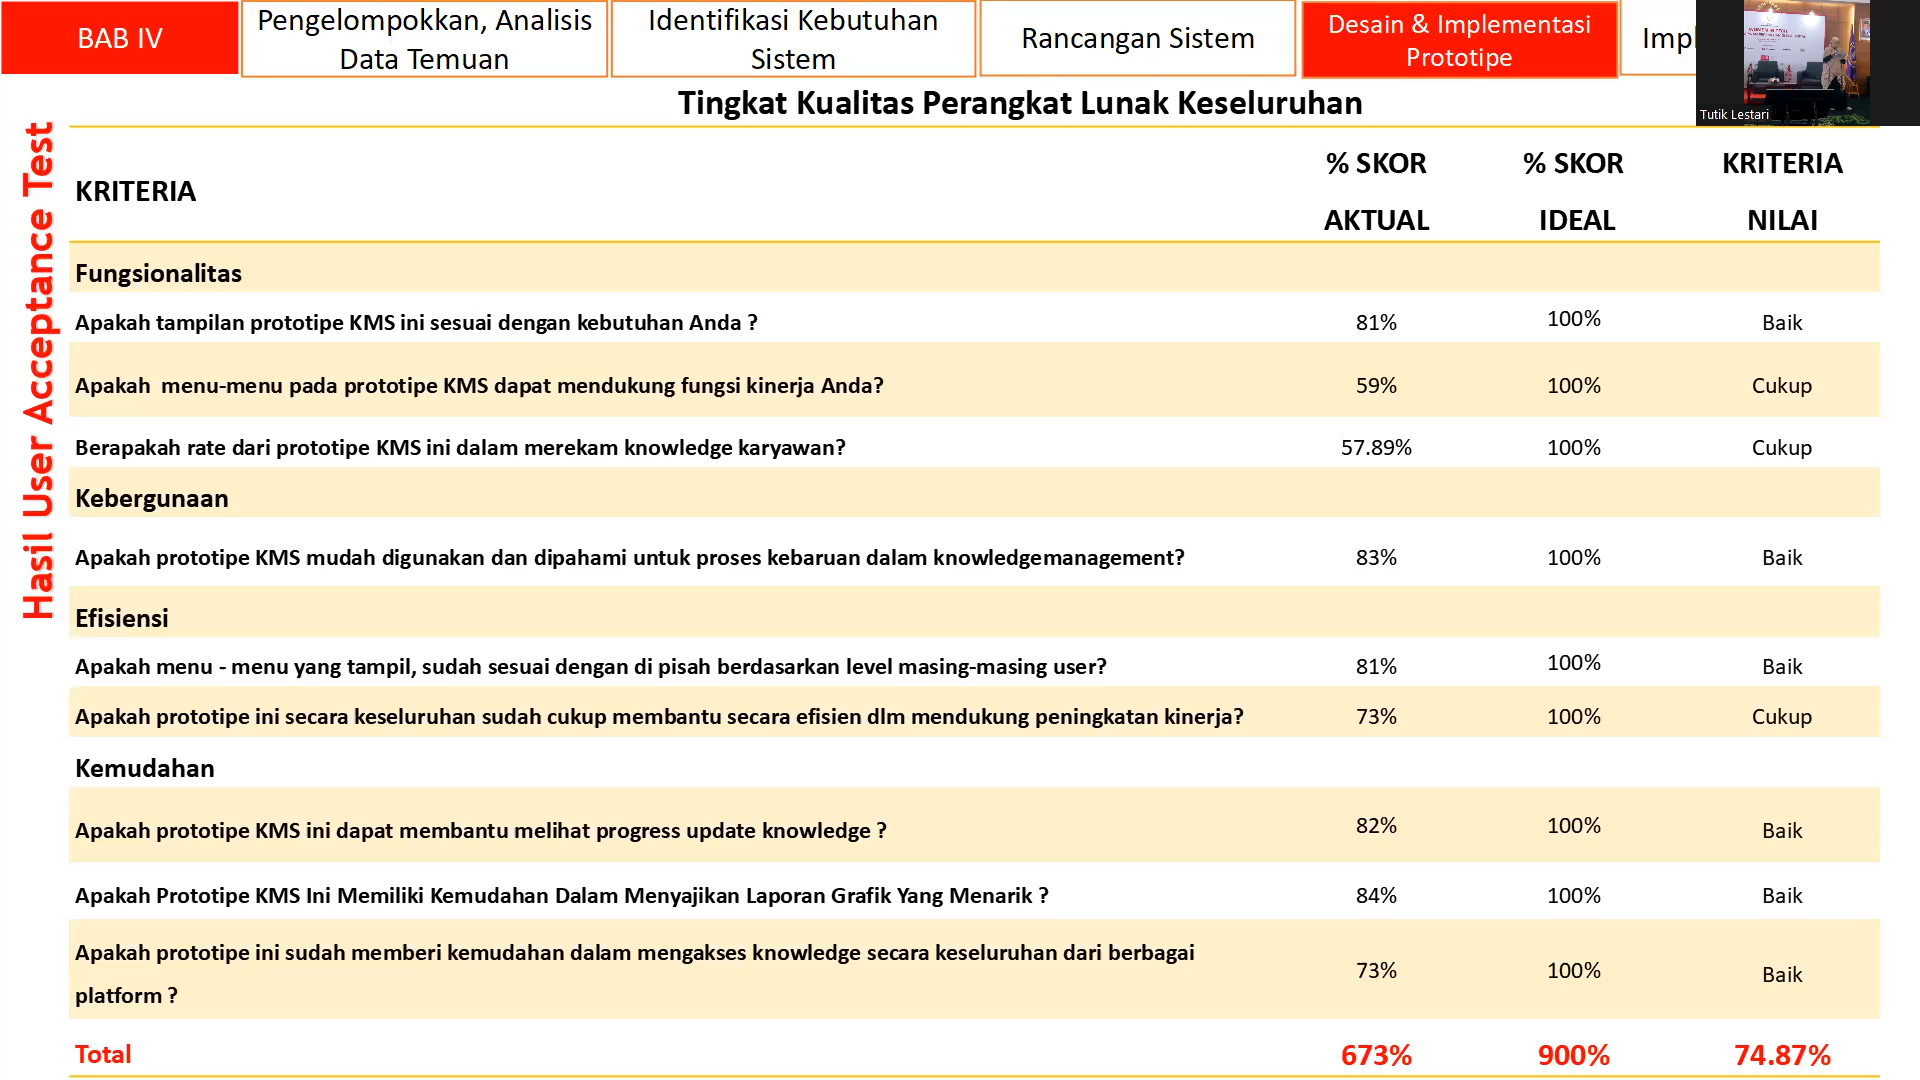 BAB IV
Pengelompokkan, Analisis
Data Temuan
Identifikasi Kebutuhan
Sistem
Rancangan Sistem
Desain & Implementasi
Prototipe
Impl
Tutik Lestari
Hasil User Acceptance Test
Tingkat Kualitas Perangkat Lunak Keseluruhan
KRITERIA
% SKOR
AKTUAL
% SKOR
IDEAL
KRITERIA
NILAI
Fungsionalitas
Apakah tampilan prototipe KMS ini sesuai dengan kebutuhan Anda ? 81% 100% Baik
Apakah  menu-menu pada prototipe KMS dapat mendukung fungsi kinerja Anda? 59% 100% Cukup
Berapakah rate dari prototipe KMS ini dalam merekam knowledge karyawan? 57.89% 100% Cukup
Kebergunaan
Apakah prototipe KMS mudah digunakan dan dipahami untuk proses kebaruan dalam knowledgemanagement? 83% 100% Baik
Efisiensi
Apakah menu - menu yang tampil, sudah sesuai dengan di pisah berdasarkan level masing-masing user? 81% 100% Baik
Apakah prototipe ini secara keseluruhan sudah cukup membantu secara efisien dlm mendukung peningkatan kinerja? 73% 100% Cukup
Kemudahan
Apakah prototipe KMS ini dapat membantu melihat progress update knowledge ? 82% 100% Baik
Apakah Prototipe KMS Ini Memiliki Kemudahan Dalam Menyajikan Laporan Grafik Yang Menarik ? 84% 100% Baik
Apakah prototipe ini sudah memberi kemudahan dalam mengakses knowledge secara keseluruhan dari berbagai
platform ? 73% 100% Baik
Total 673% 900% 74.87%